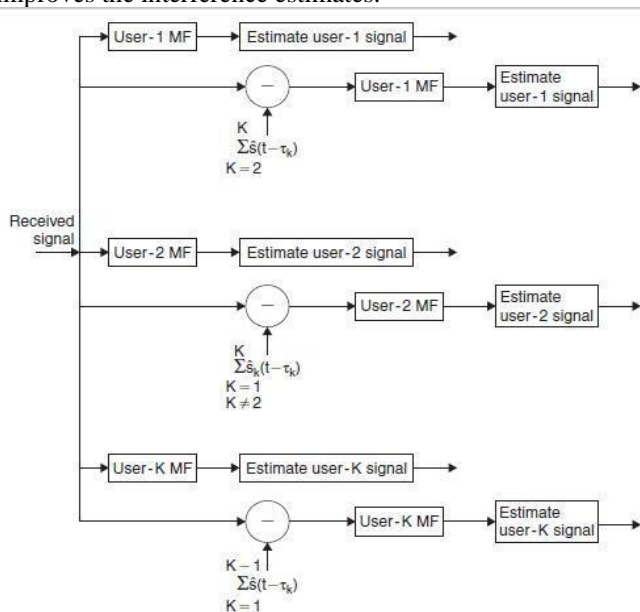 improves the interference estimates.
User-1 MF
Estimate user-1 signal
−
User-1 MF
Estimate
user-1 signal
K
Σŝ(t−τk)
K=2
Received
signal
User-2 MF
Estimate user-2 signal
−
User-2 MF
Estimate
user-2 signal
K
Σŝk(t−τk)
K=1
K≠2
User-K MF
Estimate user-K signal
−
User-K MF
Estimate
user-K signal
K−1
Σŝ(t−τk)
K=1